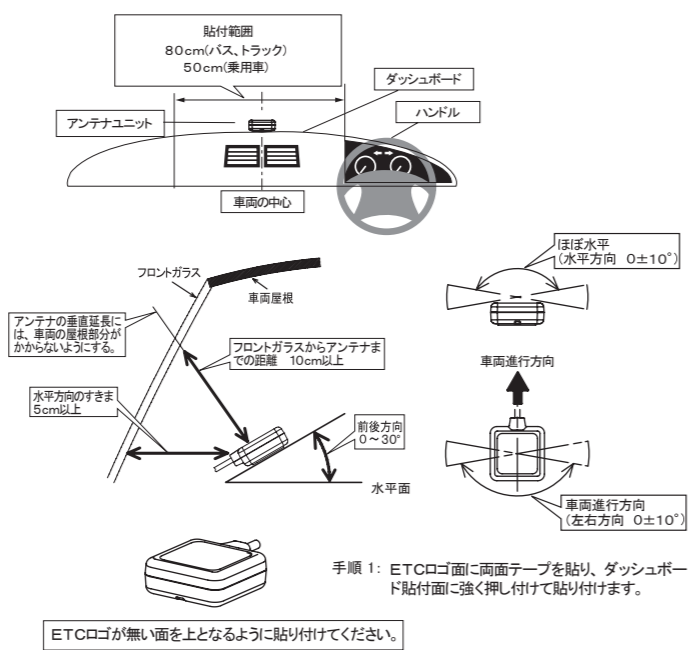 貼付範囲
80cm(バス、トラック)
50cm(乗用車)
ダッシュボード
アンテナユニット
ハンドル
車両の中心
フロントガラス
車両屋根
ほぼ水平
(水平方向 0±10°)
アンテナの垂直延長に
は、車両の屋根部分が
かからないようにする。
フロントガラスからアンテナま
での距離 10cm以上
車両進行方向
水平方向のすきま
5cm以上
前後方向
0～30°
水平面
車両進行方向
(左右方向 0±10°)
手順 1: ETCロゴ面に両面テープを貼り、ダッシュボー
ド貼付面に強く押し付けて貼り付けます。
ETCロゴが無い面を上となるように貼り付けてください。